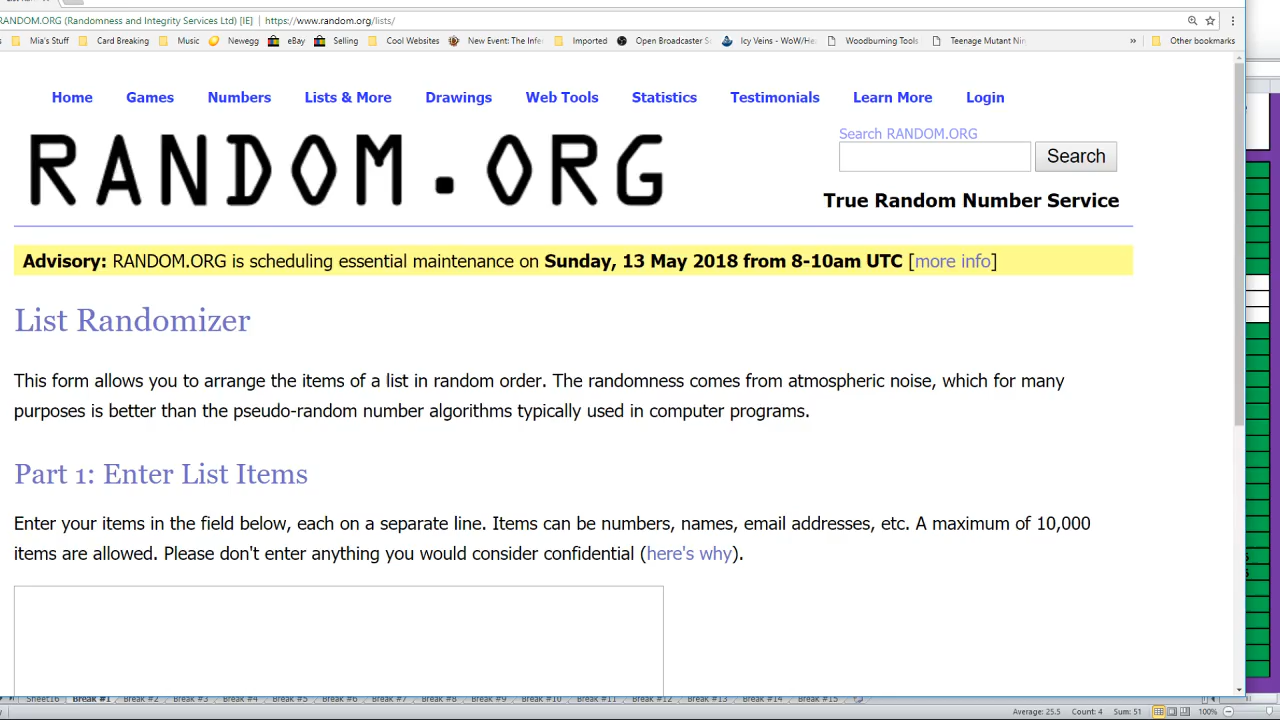 RANDOM.ORG (Randomness and Integrity Services Ltd) [IE] | https://www.random.org/lists/
Mia's Stuff Card Breaking Music Newegg eBay Selling Cool Websites New Event: The Infe Imported Open Broadcaster S Icy Veins - WoW/He Woodburning Tools Teenage Mutant Nin » Other bookmarks
Home Games Numbers Lists & More Drawings Web Tools Statistics Testimonials Learn More Login
Search RANDOM.ORG
RANDOM.ORG
Search
True Random Number Service
Advisory: RANDOM.ORG is scheduling essential maintenance on Sunday, 13 May 2018 from 8-10am UTC [more info]
List Randomizer
This form allows you to arrange the items of a list in random order. The randomness comes from atmospheric noise, which for many
purposes is better than the pseudo-random number algorithms typically used in computer programs.
Part 1: Enter List Items
Enter your items in the field below, each on a separate line. Items can be numbers, names, email addresses, etc. A maximum of 10,000
items are allowed. Please don't enter anything you would consider confidential (here's why).
Sheet16 Break #1 Break #2 Break #3 Break #4 Break #5 Break #6 Break #7 Break #8 Break #9 Break #10 Break #11 Break #12 Break #13 Break #14 Break #15
Average: 25.5 Count: 4 Sum: 51 100%